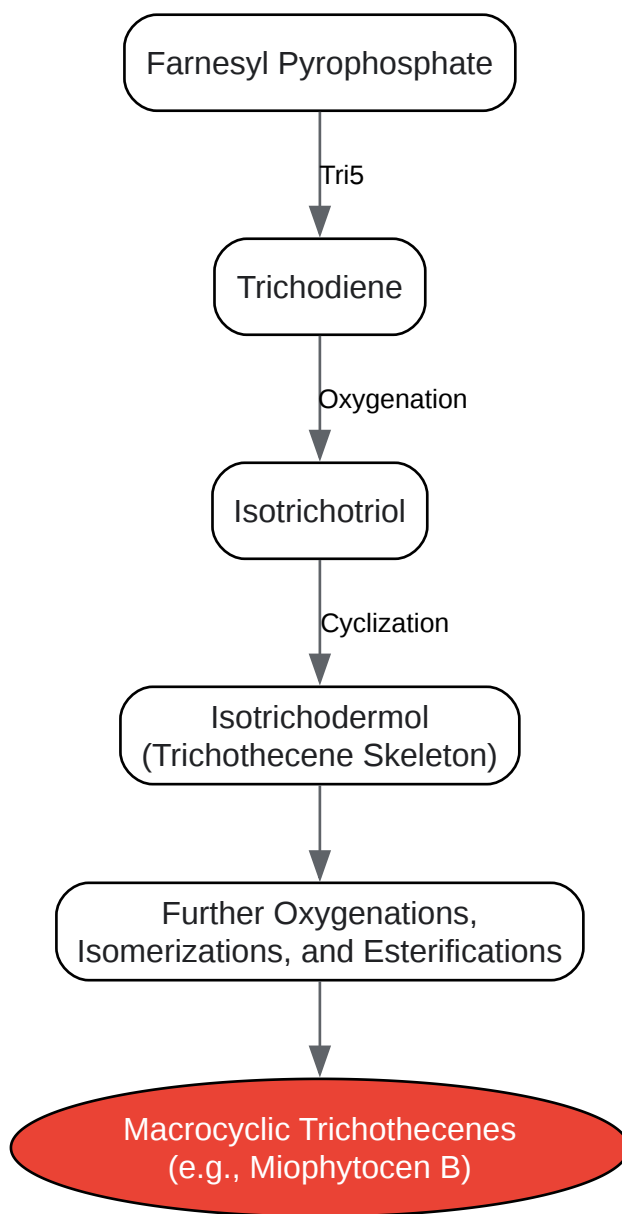 Farnesyl Pyrophosphate
Tri5
Trichodiene
Oxygenation
Isotrichotriol
Cyclization
Isotrichodermol
(Trichothecene Skeleton)
Further Oxygenations,
Isomerizations, and Esterifications
Macrocyclic Trichothecenes
(e.g., Miophytocen B)